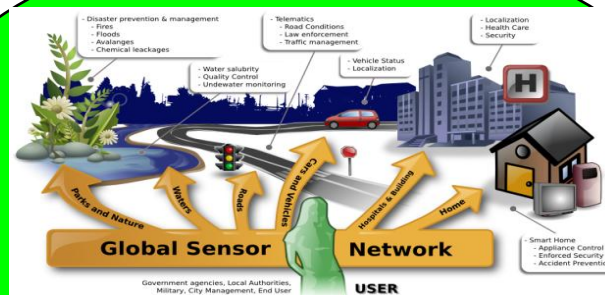 - Disaster prevention & management
- Fires
- Floods
- Avalanges
- Chemical leackages
- Telematics
- Road Conditions
- Law enforcement
- Traffic management
- Localization
- Health Care
- Security
- Water salubrity
- Quality Control
- Undewater monitoring
- Vehicle Status
- Localization
H
Parks and Nature
Waters
Roads
Cars and Vehicles
Hospitals & Building
Home
Global Sensor Network
- Smart Home
- Appliance Control
- Enforced Security
- Accident Preventio
Government agencies, Local Authorities,
Military, City Management, End User
USER